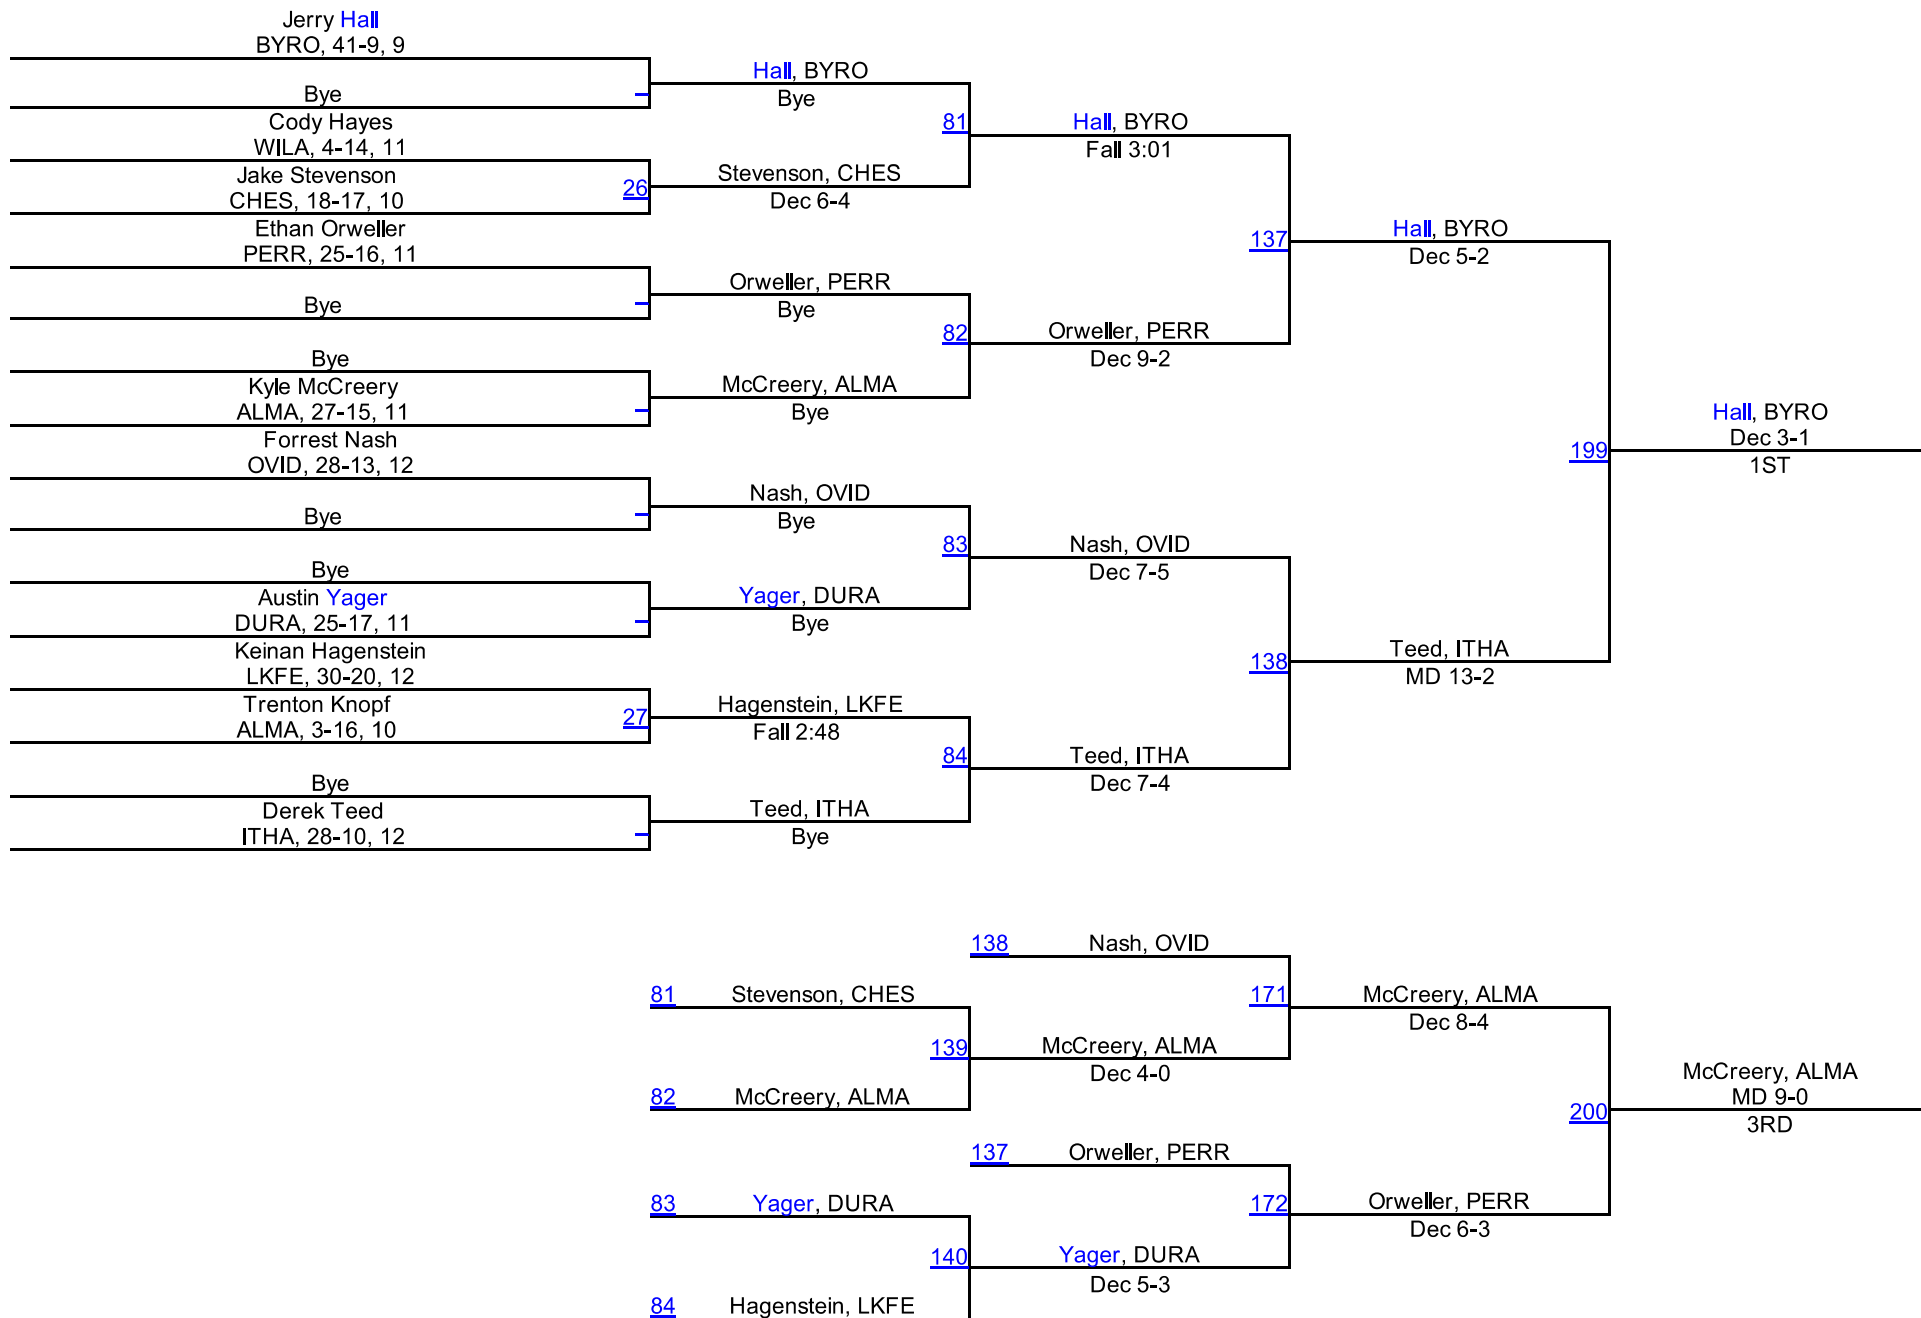 Jerry Hall
BYRO, 41-9, 9
Bye
Cody Hayes
WILA, 4-14, 11
Jake Stevenson
CHES, 18-17, 10
26
Ethan Orweller
PERR, 25-16, 11
Bye
Bye
Kyle McCreery
ALMA, 27-15, 11
Forrest Nash
OVID, 28-13, 12
Bye
Bye
Austin Yager
DURA, 25-17, 11
Keinan Hagenstein
LKFE, 30-20, 12
Trenton Knopf
ALMA, 3-16, 10
27
Bye
Derek Teed
ITHA, 28-10, 12
Hall, BYRO
Bye
81
Stevenson, CHES
Dec 6-4
Orweller, PERR
Bye
82
McCreery, ALMA
Bye
Nash, OVID
Bye
83
Yager, DURA
Bye
Hagenstein, LKFE
Fall 2:48
84
Teed, ITHA
Bye
Hall, BYRO
Fall 3:01
137
Orweller, PERR
Dec 9-2
Nash, OVID
Dec 7-5
138
Teed, ITHA
Dec 7-4
Hall, BYRO
Dec 5-2
199
Teed, ITHA
MD 13-2
Hall, BYRO
Dec 3-1
1ST
138 Nash, OVID
81 Stevenson, CHES
171
McCreery, ALMA
Dec 8-4
139
McCreery, ALMA
Dec 4-0
82 McCreery, ALMA
200
McCreery, ALMA
MD 9-0
3RD
137 Orweller, PERR
83 Yager, DURA
172
Orweller, PERR
Dec 6-3
140
Yager, DURA
Dec 5-3
84 Hagenstein, LKFE